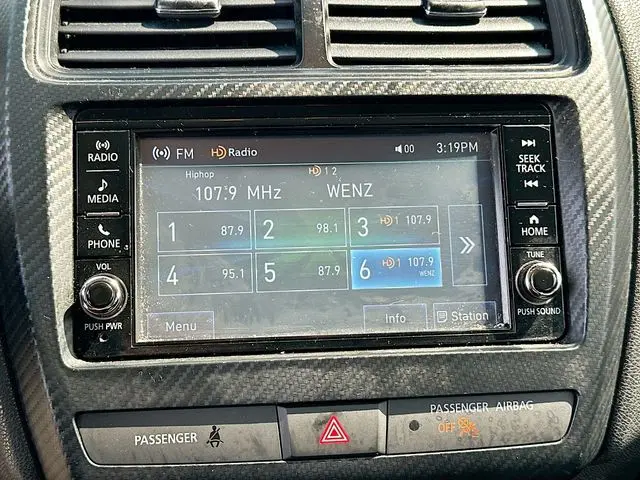 RADIO
MEDIA
PHONE
VOL
PUSH PWR
FM HD Radio 00 3:19PM
Hiphop HD 1 2
107.9 MHz WENZ
1 87.9 2 98.1 3 HD 1 107.9
4 95.1 5 87.9 6 HD 1 107.9
WENZ
Menu Info Station
SEEK
TRACK
HOME
TUNE
PUSH SOUND
PASSENGER
PASSENGER AIRBAG
OFF